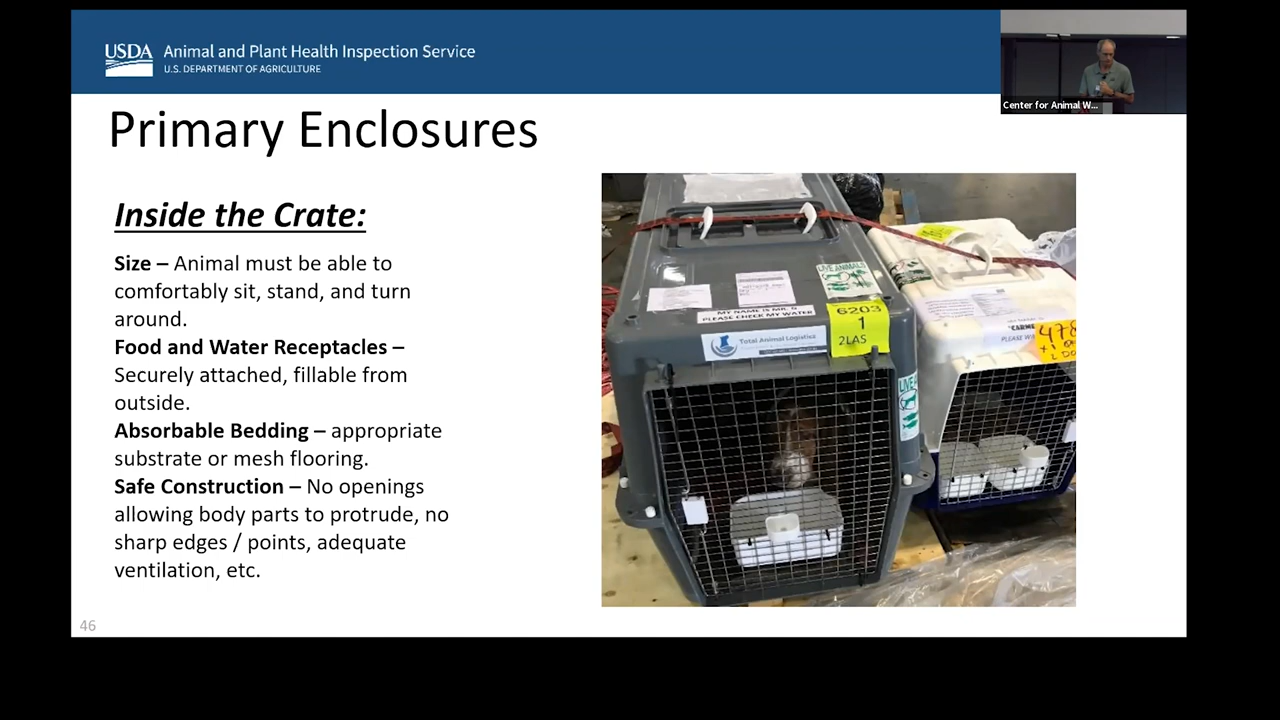 USDA Animal and Plant Health Inspection Service
U.S. DEPARTMENT OF AGRICULTURE
Center for Animal W...
Primary Enclosures
Inside the Crate:
Size – Animal must be able to
comfortably sit, stand, and turn
around.
Food and Water Receptacles –
Securely attached, fillable from
outside.
Absorbable Bedding – appropriate
substrate or mesh flooring.
Safe Construction – No openings
allowing body parts to protrude, no
sharp edges / points, adequate
ventilation, etc.
LIVE ANIMALS
MY NAME IS MR. G
PLEASE CHECK MY WATER
6203
1
2LAS
Total Animal Logistics
LIVE
478
46